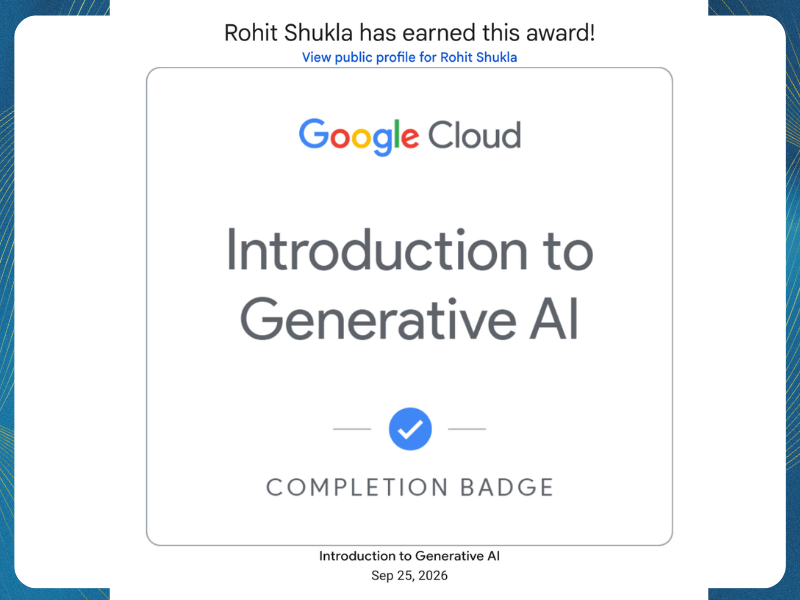 Rohit Shukla has earned this award!
View public profile for Rohit Shukla
Google Cloud
Introduction to
Generative AI
COMPLETION BADGE
Introduction to Generative AI
Sep 25, 2026